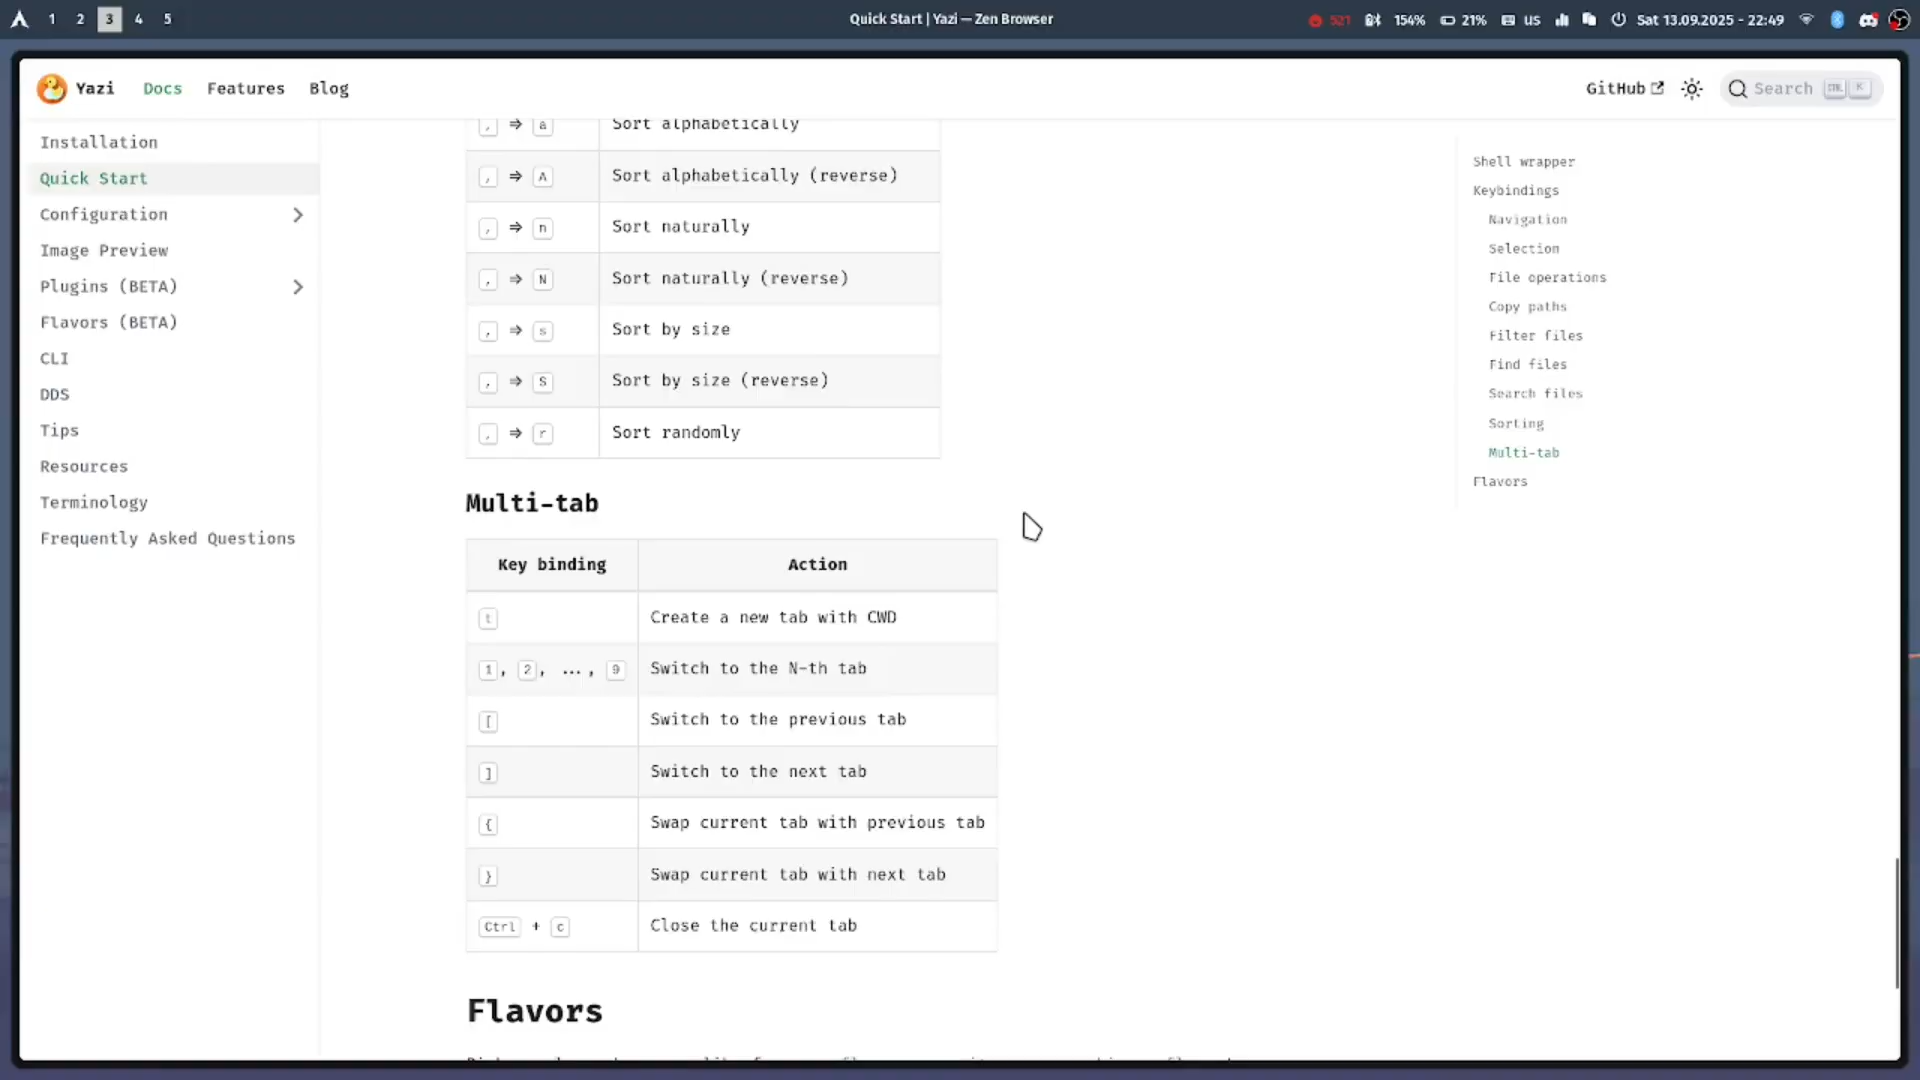 1 2 3 4 5 Quick Start | Yazi — Zen Browser 521 154% 21% us Sat 13.09.2025 - 22:49
Yazi Docs Features Blog GitHub Search K
Installation
Quick Start
Configuration
Image Preview
Plugins (BETA)
Flavors (BETA)
CLI
DDS
Tips
Resources
Terminology
Frequently Asked Questions
, ⇒ a Sort alphabetically
, ⇒ A Sort alphabetically (reverse)
, ⇒ n Sort naturally
, ⇒ N Sort naturally (reverse)
, ⇒ s Sort by size
, ⇒ S Sort by size (reverse)
, ⇒ r Sort randomly
Multi-tab
Key binding Action
t Create a new tab with CWD
1, 2, ..., 9 Switch to the N-th tab
[ Switch to the previous tab
] Switch to the next tab
{ Swap current tab with previous tab
} Swap current tab with next tab
Ctrl + c Close the current tab
Flavors
Shell wrapper
Keybindings
Navigation
Selection
File operations
Copy paths
Filter files
Find files
Search files
Sorting
Multi-tab
Flavors